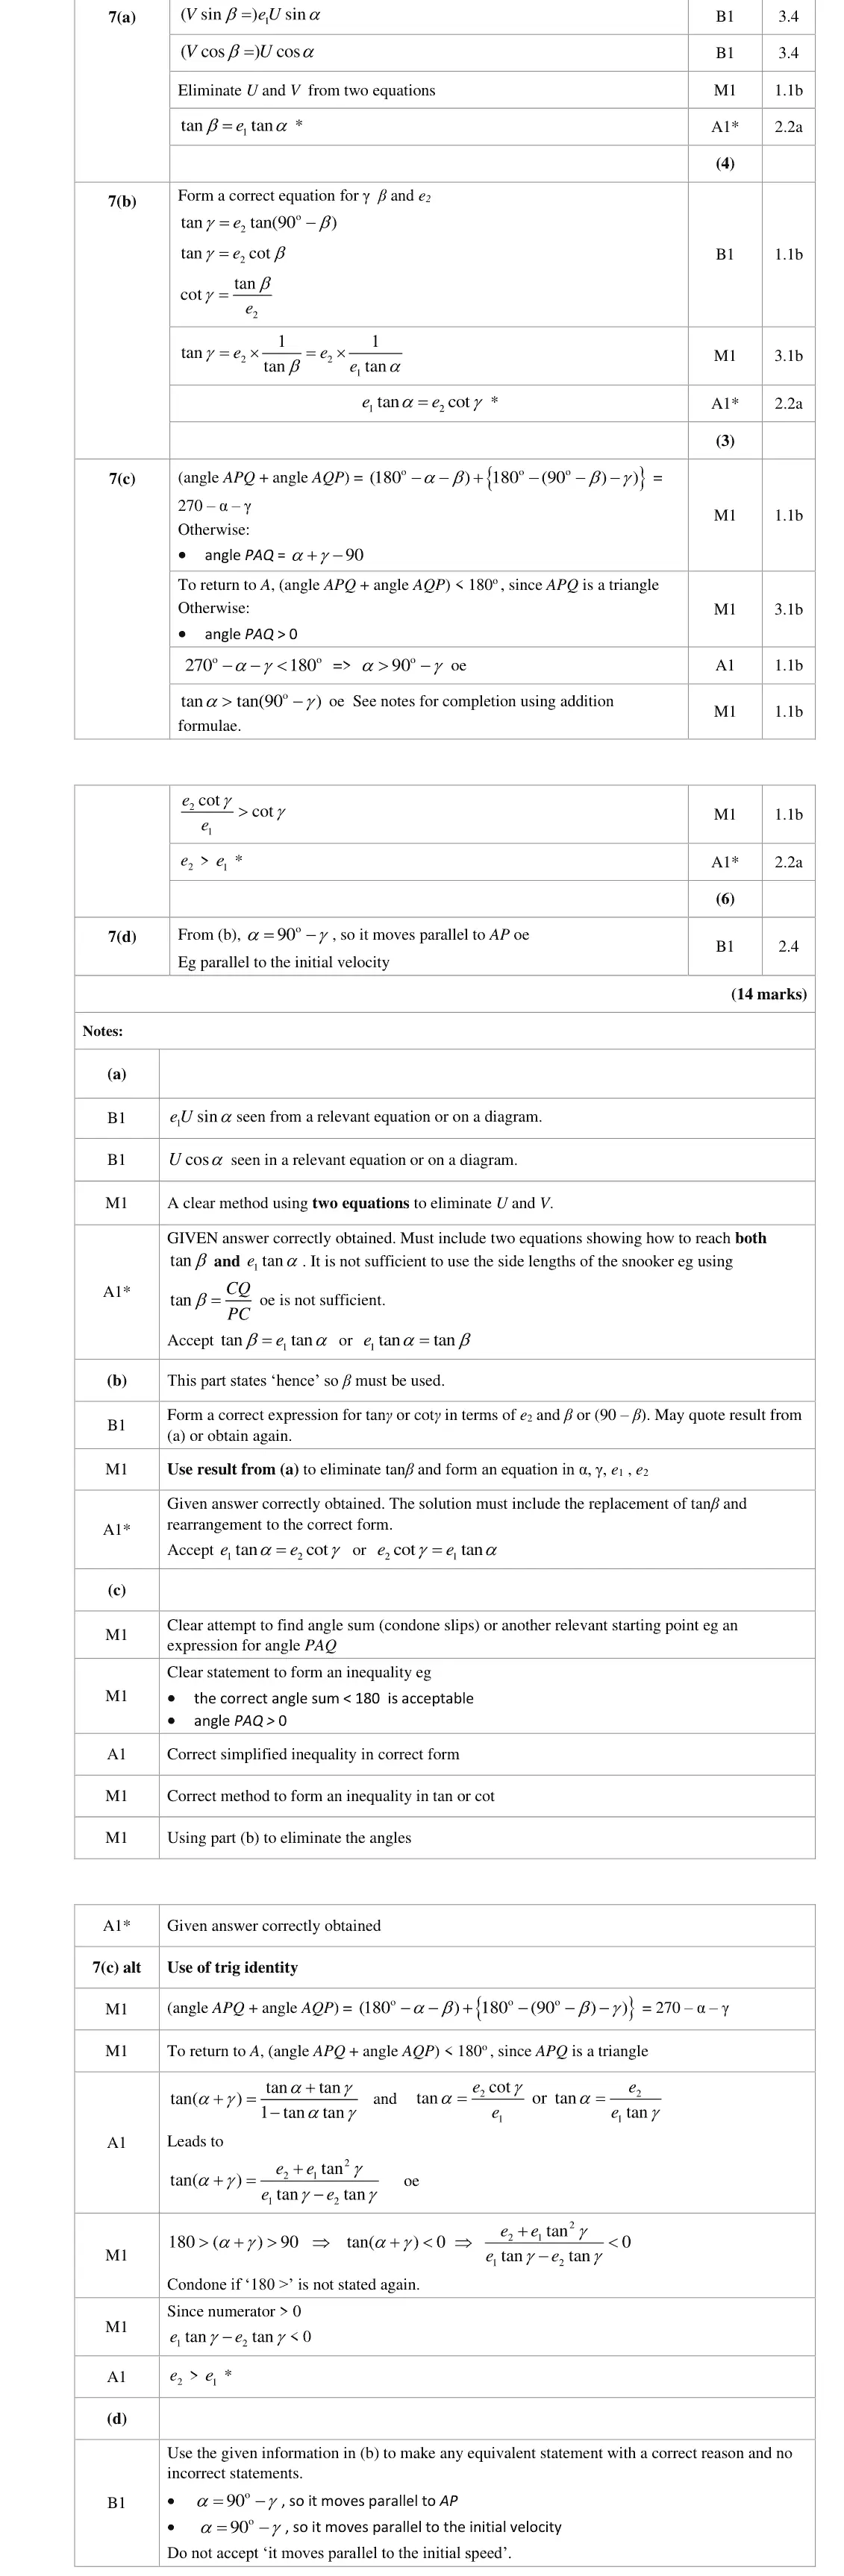 7(a) (V sin β =)e₁U sin α B1 3.4
(V cos β =)U cos α B1 3.4
Eliminate U and V from two equations M1 1.1b
tan β = e₁ tan α * A1* 2.2a
(4)
7(b) Form a correct equation for γ β and e₂
tan γ = e₂ tan(90° − β)
tan γ = e₂ cot β B1 1.1b
cot γ = tan β / e₂
tan γ = e₂ × 1 / tan β = e₂ × 1 / e₁ tan α M1 3.1b
e₁ tan α = e₂ cot γ * A1* 2.2a
(3)
7(c) (angle APQ + angle AQP) = (180° − α − β) + {180° − (90° − β) − γ)} =
270 – α – γ M1 1.1b
Otherwise:
• angle PAQ = α + γ − 90
To return to A, (angle APQ + angle AQP) < 180°, since APQ is a triangle
Otherwise: M1 3.1b
• angle PAQ > 0
270° − α − γ < 180° => α > 90° − γ oe A1 1.1b
tan α > tan(90° − γ) oe See notes for completion using addition
formulae. M1 1.1b
e₂ cot γ / e₁ > cot γ M1 1.1b
e₂ > e₁ * A1* 2.2a
(6)
7(d) From (b), α = 90° − γ, so it moves parallel to AP oe
Eg parallel to the initial velocity B1 2.4
(14 marks)
Notes:
(a)
B1 e₁U sin α seen from a relevant equation or on a diagram.
B1 U cos α seen in a relevant equation or on a diagram.
M1 A clear method using two equations to eliminate U and V.
A1* GIVEN answer correctly obtained. Must include two equations showing how to reach both
tan β and e₁ tan α . It is not sufficient to use the side lengths of the snooker eg using
tan β = CQ / PC oe is not sufficient.
Accept tan β = e₁ tan α or e₁ tan α = tan β
(b) This part states ‘hence’ so β must be used.
B1 Form a correct expression for tanγ or cotγ in terms of e₂ and β or (90 – β). May quote result from
(a) or obtain again.
M1 Use result from (a) to eliminate tanβ and form an equation in α, γ, e₁ , e₂
A1* Given answer correctly obtained. The solution must include the replacement of tanβ and
rearrangement to the correct form.
Accept e₁ tan α = e₂ cot γ or e₂ cot γ = e₁ tan α
(c)
M1 Clear attempt to find angle sum (condone slips) or another relevant starting point eg an
expression for angle PAQ
M1 Clear statement to form an inequality eg
• the correct angle sum < 180 is acceptable
• angle PAQ > 0
A1 Correct simplified inequality in correct form
M1 Correct method to form an inequality in tan or cot
M1 Using part (b) to eliminate the angles
A1* Given answer correctly obtained
7(c) alt Use of trig identity
M1 (angle APQ + angle AQP) = (180° − α − β) + {180° − (90° − β) − γ)} = 270 – α – γ
M1 To return to A, (angle APQ + angle AQP) < 180°, since APQ is a triangle
A1 tan(α + γ) = tan α + tan γ / 1 − tan α tan γ and tan α = e₂ cot γ / e₁ or tan α = e₂ / e₁ tan γ
Leads to
tan(α + γ) = e₂ + e₁ tan² γ / e₁ tan γ − e₂ tan γ oe
M1 180 > (α + γ) > 90 ⇒ tan(α + γ) < 0 ⇒ e₂ + e₁ tan² γ / e₁ tan γ − e₂ tan γ < 0
Condone if ‘180 >’ is not stated again.
M1 Since numerator > 0
e₁ tan γ − e₂ tan γ < 0
A1 e₂ > e₁ *
(d)
B1 Use the given information in (b) to make any equivalent statement with a correct reason and no
incorrect statements.
• α = 90° − γ, so it moves parallel to AP
• α = 90° − γ, so it moves parallel to the initial velocity
Do not accept ‘it moves parallel to the initial speed’.